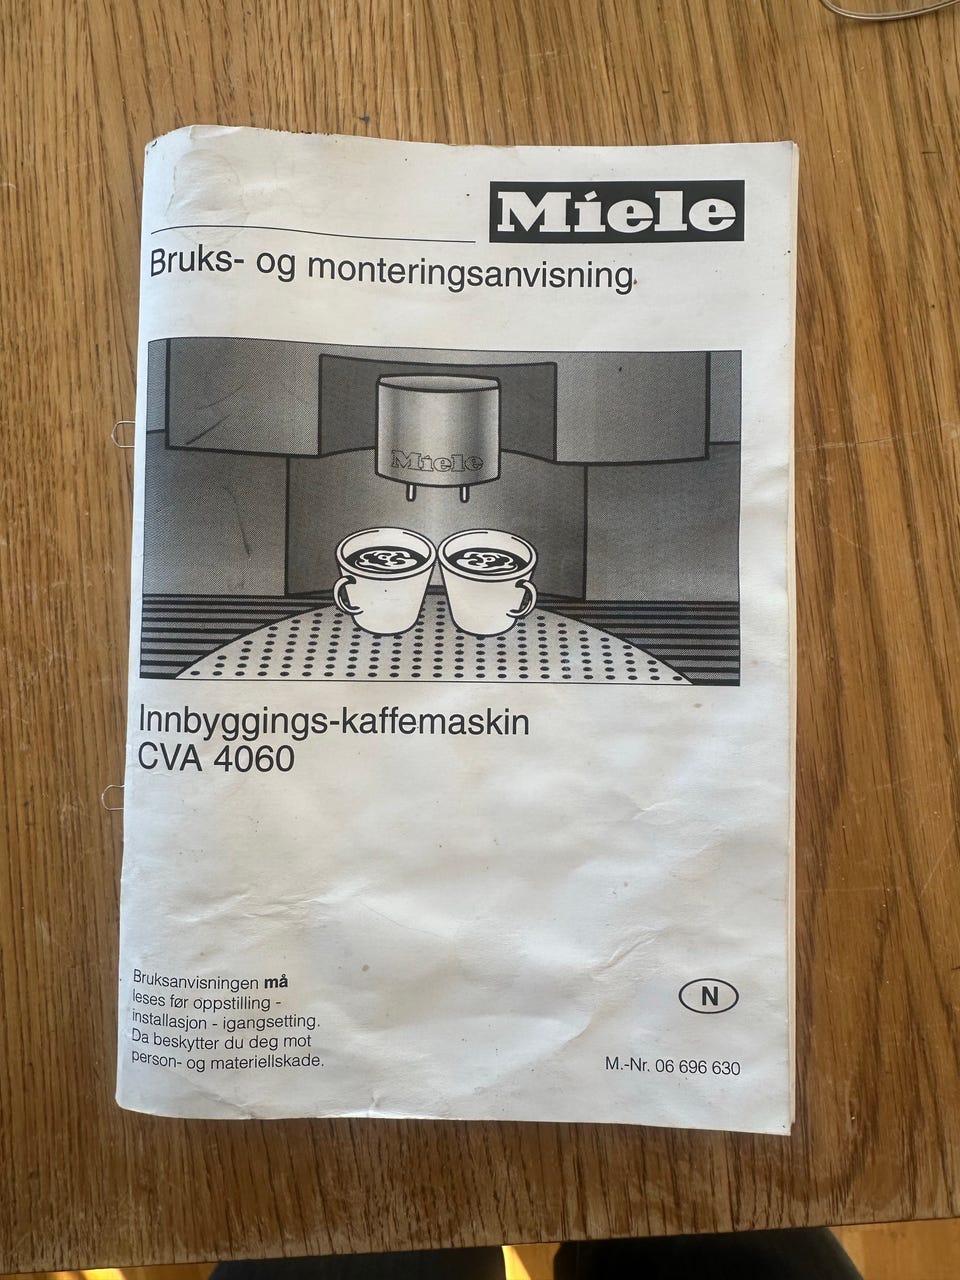 Miele
Bruks- og monteringsanvisning
Miele
Innbyggings-kaffemaskin
CVA 4060
Bruksanvisningen må
leses før oppstilling -
installasjon - igangsetting.
Da beskytter du deg mot
person- og materiellskade.
N
M.-Nr. 06 696 630